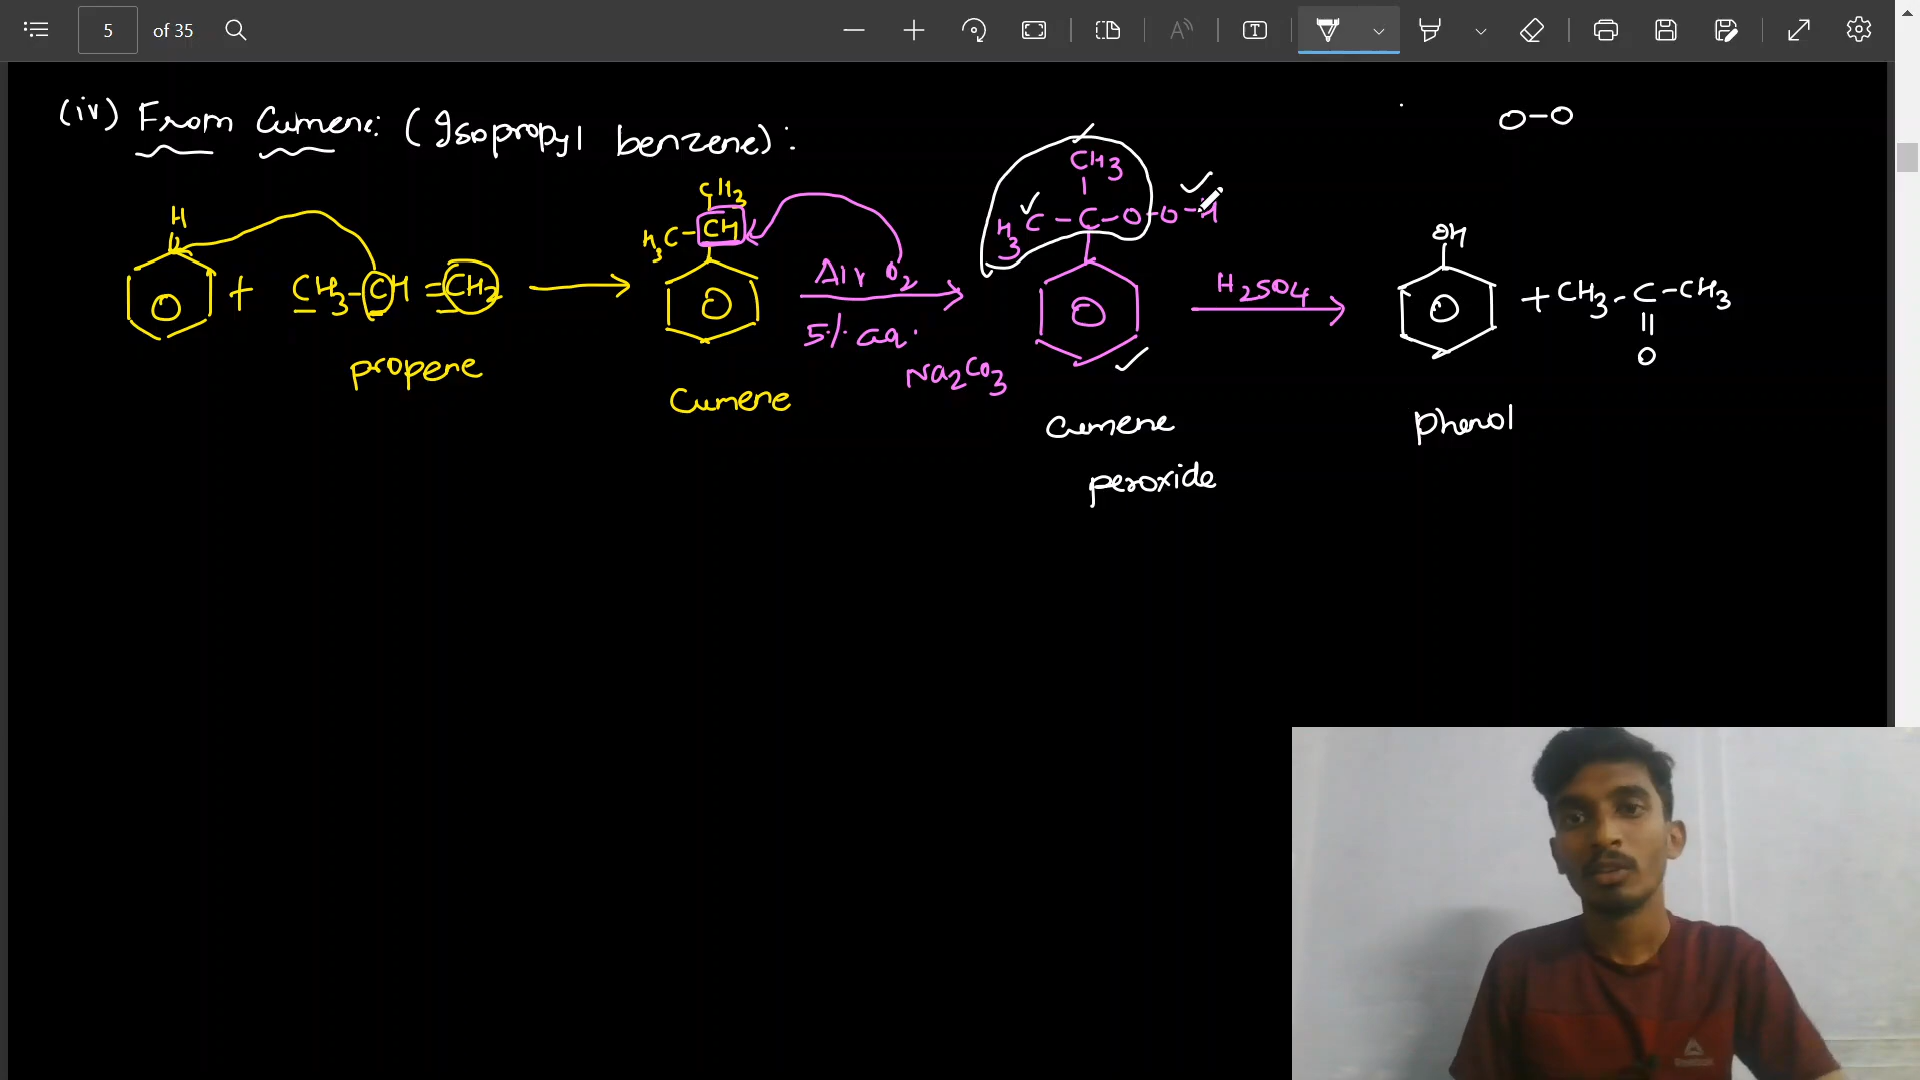 5 of 35
(iv) From Cumene: (Isopropyl benzene):
O-O
H
CH3-CH=CH2
+
propene
CH3
H3C-CH
Cumene
Air O2
5% aq.
Na2CO3
CH3
H3C-C-O-O-H
Cumene
peroxide
H2SO4
OH
phenol
+ CH3-C-CH3
O
Reebok